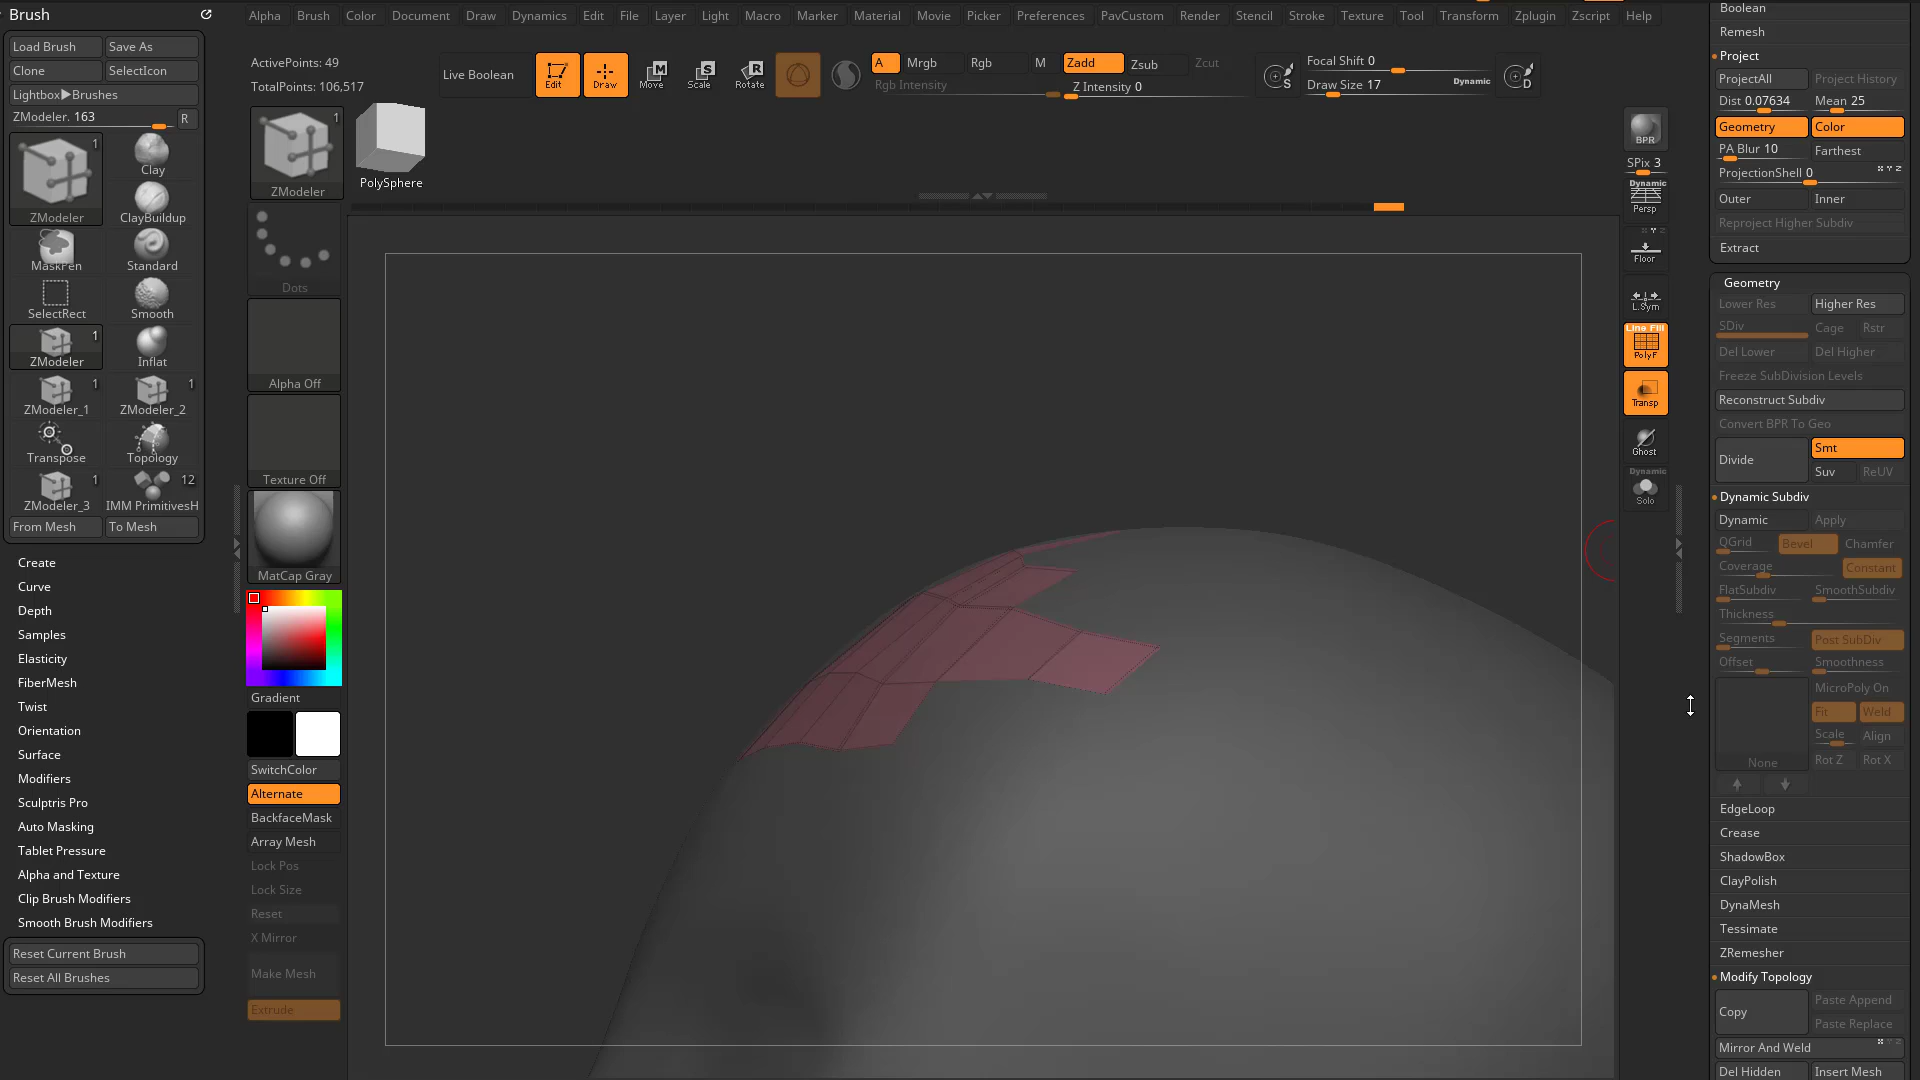 Brush
Load Brush
Save As
Clone
SelectIcon
Lightbox▶Brushes
ZModeler. 163
R
1
ZModeler
Clay
ClayBuildup
MaskPen
Standard
SelectRect
Smooth
1
ZModeler
Inflat
1
ZModeler_1
1
ZModeler_2
Transpose
Topology
1
ZModeler_3
12
IMM PrimitivesH
From Mesh
To Mesh
Create
Curve
Depth
Samples
Elasticity
FiberMesh
Twist
Orientation
Surface
Modifiers
Sculptris Pro
Auto Masking
Tablet Pressure
Alpha and Texture
Clip Brush Modifiers
Smooth Brush Modifiers
Reset Current Brush
Reset All Brushes
Alpha Brush Color Document Draw Dynamics Edit File Layer Light Macro Marker Material Movie Picker Preferences PavCustom Render Stencil Stroke Texture Tool Transform Zplugin Zscript Help
ActivePoints: 49
TotalPoints: 106,517
Live Boolean
Edit
Draw
Move
Scale
Rotate
A
Mrgb
Rgb
M
Zadd
Zsub
Zcut
Rgb Intensity
Z Intensity 0
S
Focal Shift 0
Draw Size 17
Dynamic
D
1
ZModeler
PolySphere
Dots
Alpha Off
Texture Off
MatCap Gray
Gradient
SwitchColor
Alternate
BackfaceMask
Array Mesh
Lock Pos
Lock Size
Reset
X Mirror
Make Mesh
Extrude
BPR
SPix 3
Dynamic
Persp
Floor
L.Sym
Line Fill
PolyF
Transp
Ghost
Dynamic
Solo
Boolean
Remesh
Project
ProjectAll
Project History
Dist 0.07634
Mean 25
Geometry
Color
PA Blur 10
Farthest
ProjectionShell 0
Outer
Inner
Reproject Higher Subdiv
Extract
Geometry
Lower Res
Higher Res
SDiv
Cage
Rstr
Del Lower
Del Higher
Freeze SubDivision Levels
Reconstruct Subdiv
Convert BPR To Geo
Divide
Smt
Suv
ReUV
Dynamic Subdiv
Dynamic
Apply
QGrid
Bevel
Chamfer
Coverage
Constant
FlatSubdiv
SmoothSubdiv
Thickness
Segments
Post SubDiv
Offset
Smoothness
MicroPoly On
Fit
Weld
Scale
Align
None
Rot Z
Rot X
EdgeLoop
Crease
ShadowBox
ClayPolish
DynaMesh
Tessimate
ZRemesher
Modify Topology
Copy
Paste Append
Paste Replace
Mirror And Weld
Del Hidden
Insert Mesh